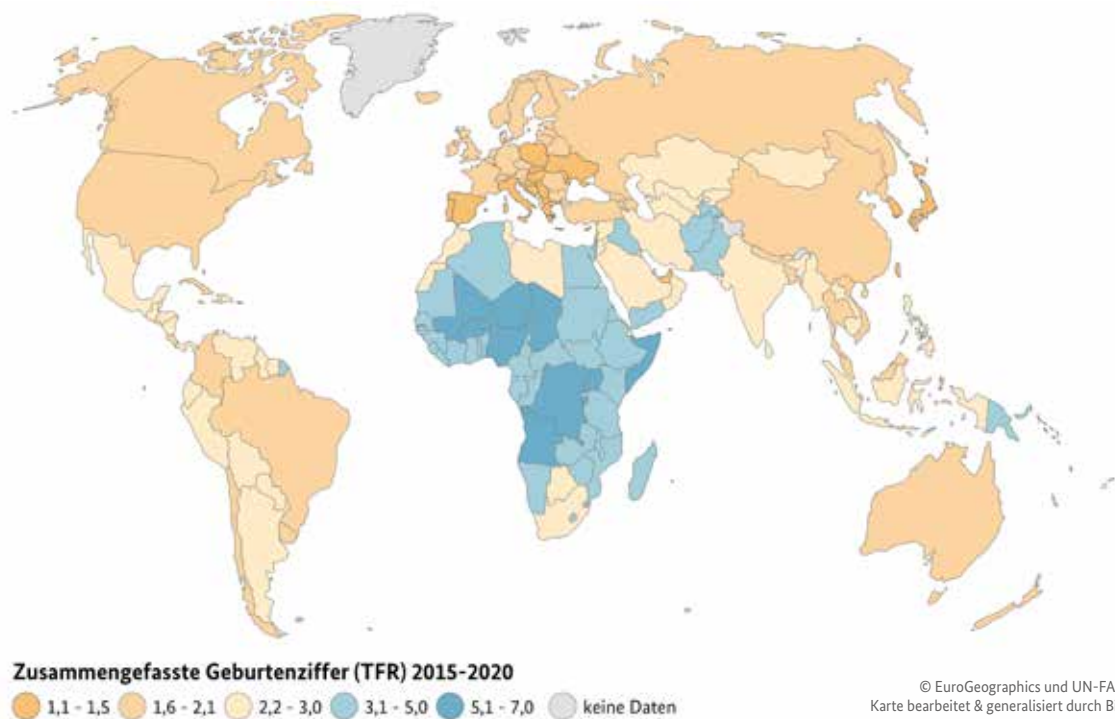 Zusammengefasste Geburtenziffer (TFR) 2015-2020
1,1 - 1,5 1,6 - 2,1 2,2 - 3,0 3,1 - 5,0 5,1 - 7,0 keine Daten
© EuroGeographics und UN-FA
Karte bearbeitet & generalisiert durch B